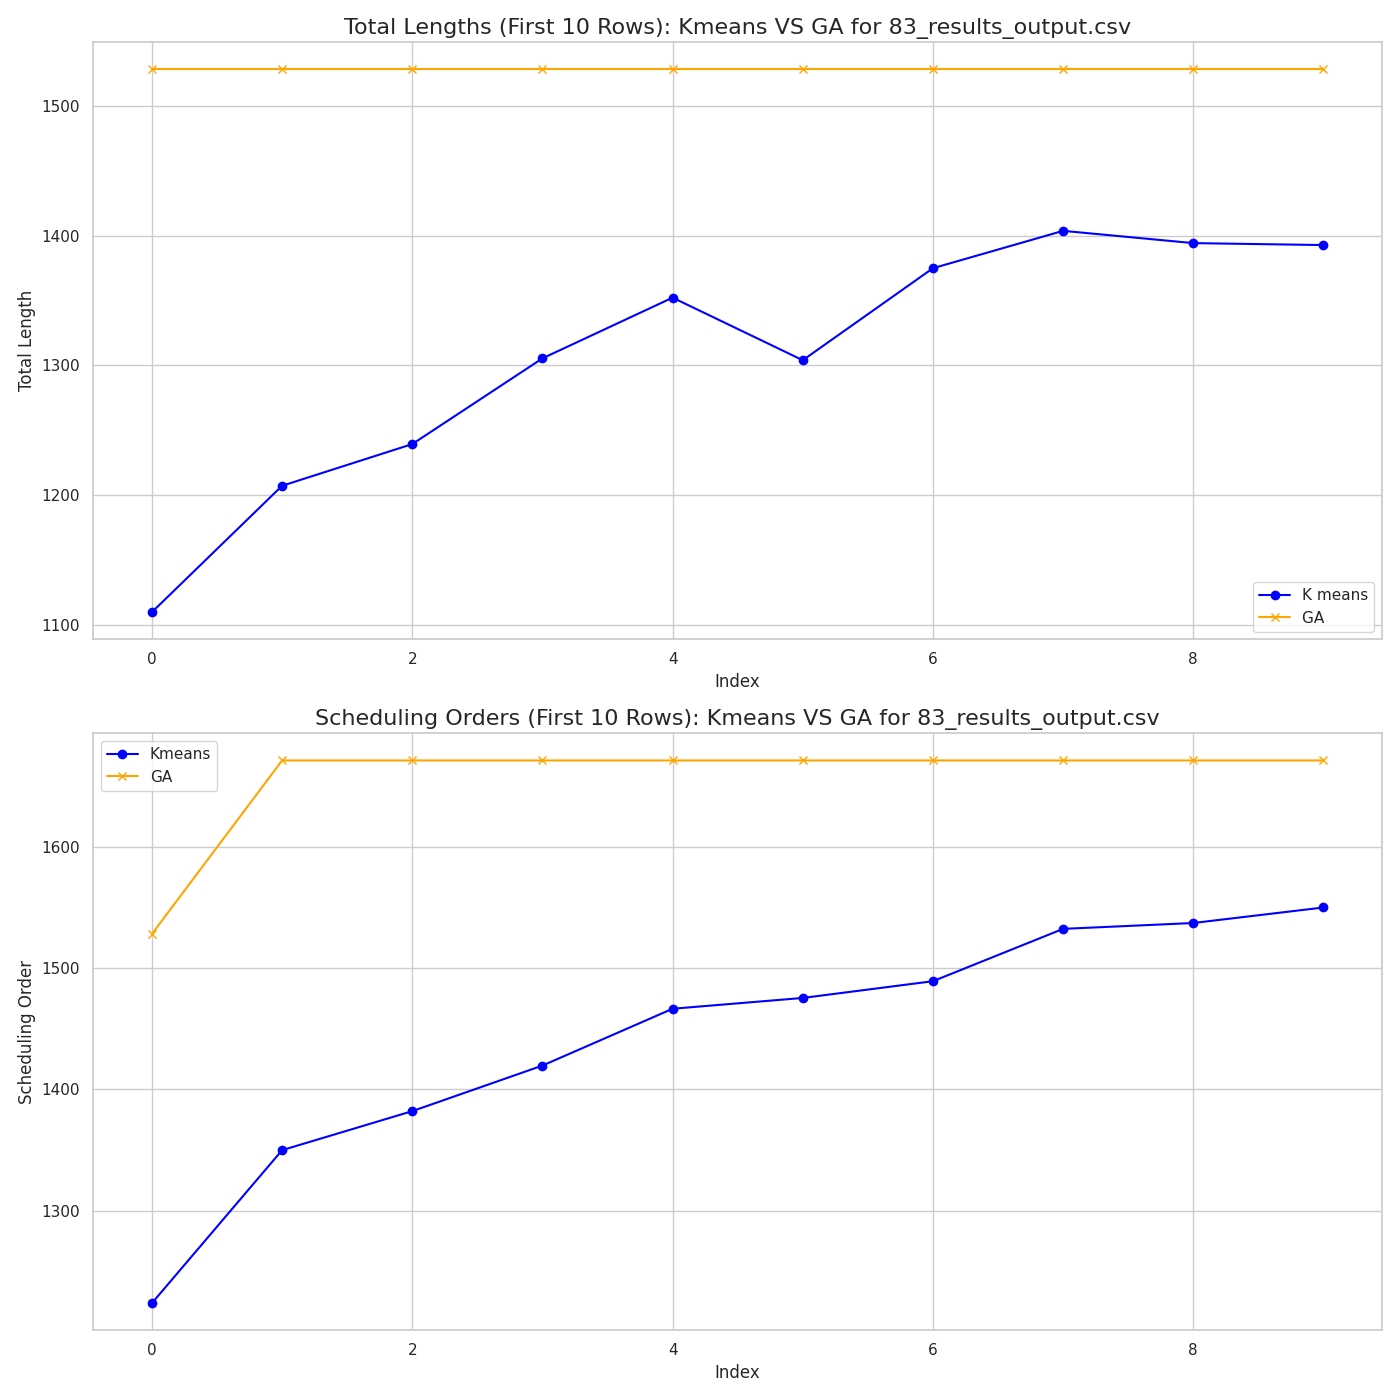 Total Lengths (First 10 Rows): Kmeans VS GA for 83_results_output.csv
1500
1400
1300
1200
1100
Total Length
K means
GA
0 2 4 6 8
Index
Scheduling Orders (First 10 Rows): Kmeans VS GA for 83_results_output.csv
Kmeans
GA
1600
1500
1400
1300
Scheduling Order
0 2 4 6 8
Index